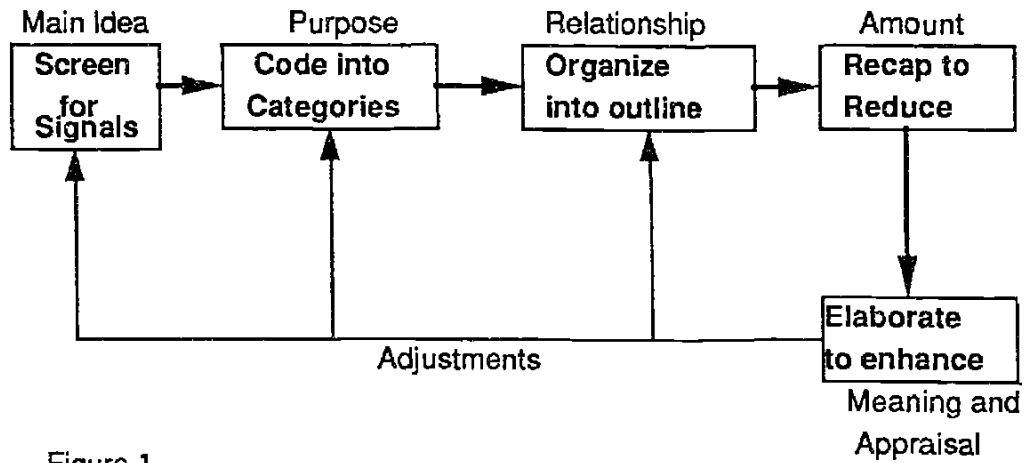 Main Idea
Purpose
Relationship
Amount
Screen
for
Signals
Code into
Categories
Organize
into outline
Recap to
Reduce
Elaborate
to enhance
Adjustments
Meaning and
Appraisal
Figure 1